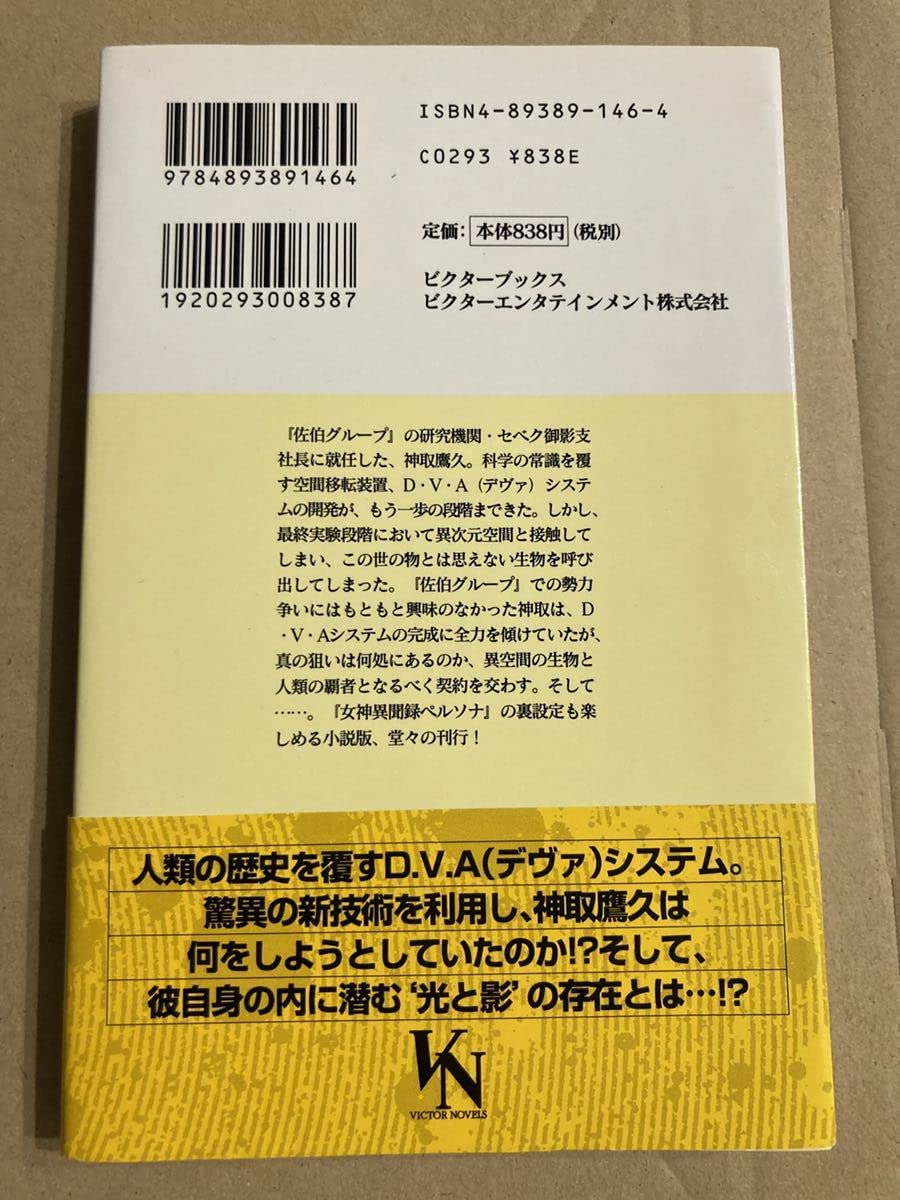 ISBN4-89389-146-4
C0293 ¥838E
9784893891464
定価: 本体838円 (税別)
1920293008387
ビクターブックス
ビクターエンタテインメント株式会社
『佐伯グループ』の研究機関・セベク御影支
社長に就任した、神取鷹久。科学の常識を覆
す空間移転装置、D・V・A（デヴァ）システ
ムの開発が、もう一歩の段階まできた。しかし、
最終実験段階において異次元空間と接触して
しまい、この世の物とは思えない生物を呼び
出してしまった。『佐伯グループ』での勢力
争いにはもともと興味のなかった神取は、D
・V・Aシステムの完成に全力を傾けていたが、
真の狙いは何処にあるのか、異空間の生物と
人類の覇者となるべく契約を交わす。そして
……。『女神異聞録ペルソナ』の裏設定も楽
しめる小説版、堂々の刊行！
人類の歴史を覆すD.V.A(デヴァ)システム。
驚異の新技術を利用し、神取鷹久は
何をしようとしていたのか!?そして、
彼自身の内に潜む‘光と影’の存在とは…!?
VN
VICTOR NOVELS